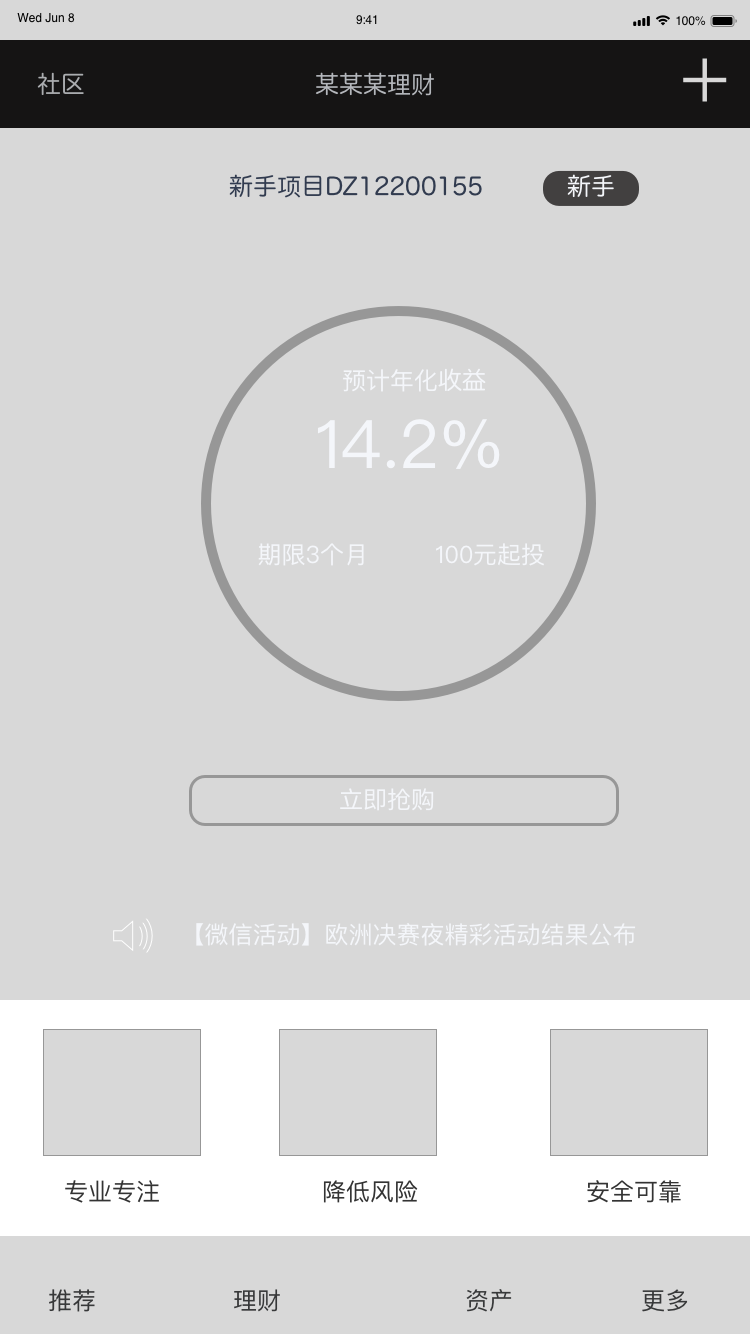 Wed Jun 8 9:41 100%
社区 某某某理财
新手项目DZ12200155 新手
预计年化收益
14.2%
期限3个月 100元起投
立即抢购
【微信活动】欧洲决赛夜精彩活动结果公布
专业专注 降低风险 安全可靠
推荐 理财 资产 更多